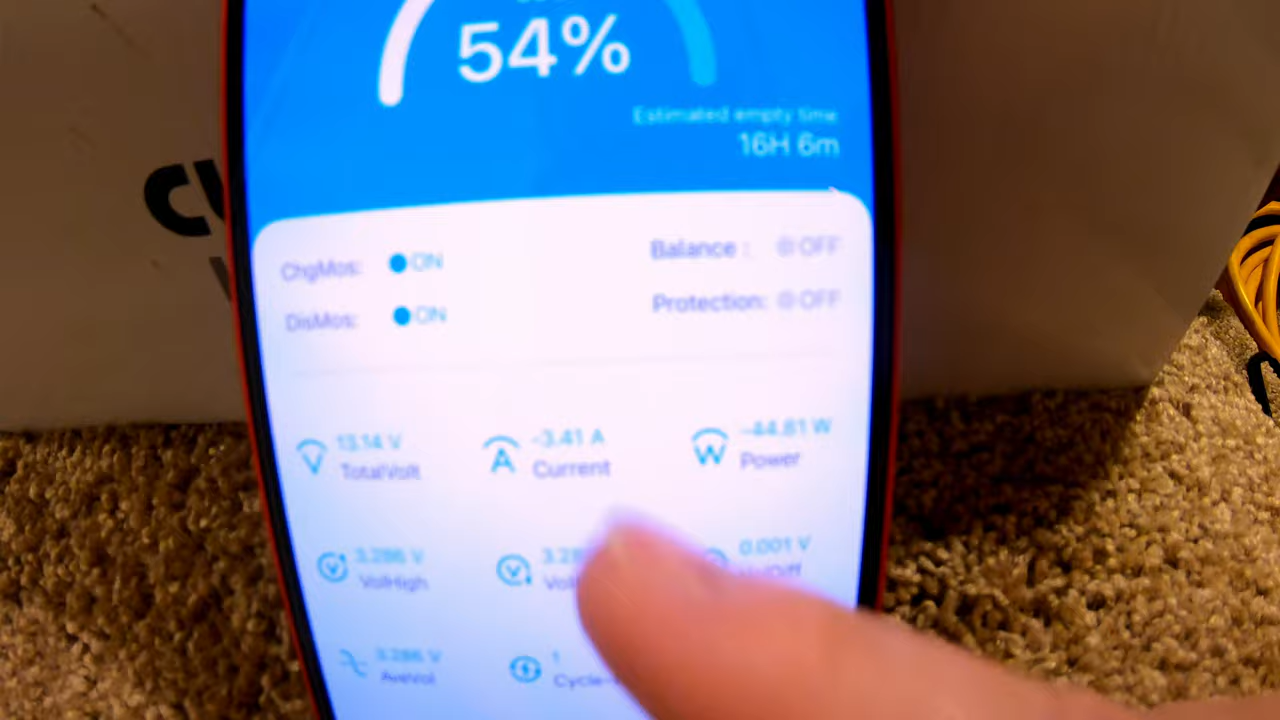 54%
Estimated empty time
16H 6m
ChgMos: ON
Balance : OFF
DisMos: ON
Protection: OFF
13.14 V
TotalVolt
-3.41 A
Current
-44.81 W
Power
3.286 V
VolHigh
0.001 V
3.286 V
AveVol
1